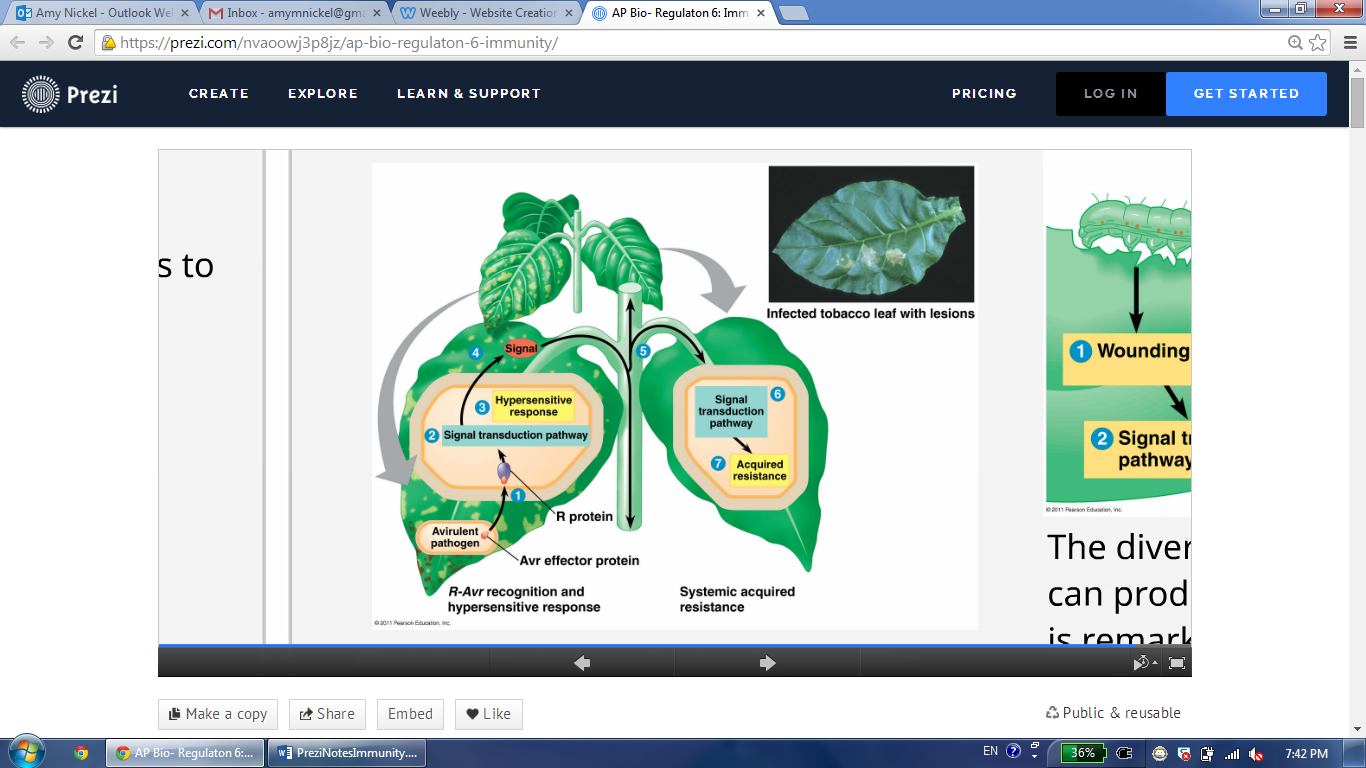 Amy Nickel - Outlook We
Inbox - amymnickel@gma
Weebly - Website Creation
AP Bio- Regulaton 6: Imm
https://prezi.com/nvaoowj3p8jz/ap-bio-regulaton-6-immunity/
Prezi
CREATE
EXPLORE
LEARN & SUPPORT
PRICING
LOG IN
GET STARTED
s to
Infected tobacco leaf with lesions
4
Signal
5
3
Hypersensitive
response
2
Signal transduction pathway
1
R protein
Avirulent
pathogen
Avr effector protein
R-Avr recognition and
hypersensitive response
6
Signal
transduction
pathway
7
Acquired
resistance
Systemic acquired
resistance
© 2011 Pearson Education, Inc.
1 Wounding
2 Signal tr
pathway
© 2011 Pearson Education, Inc.
The diver
can prod
is remark
Make a copy
Share
Embed
Like
Public & reusable
AP Bio- Regulaton 6:...
PreziNotesImmunity....
EN
36%
7:42 PM